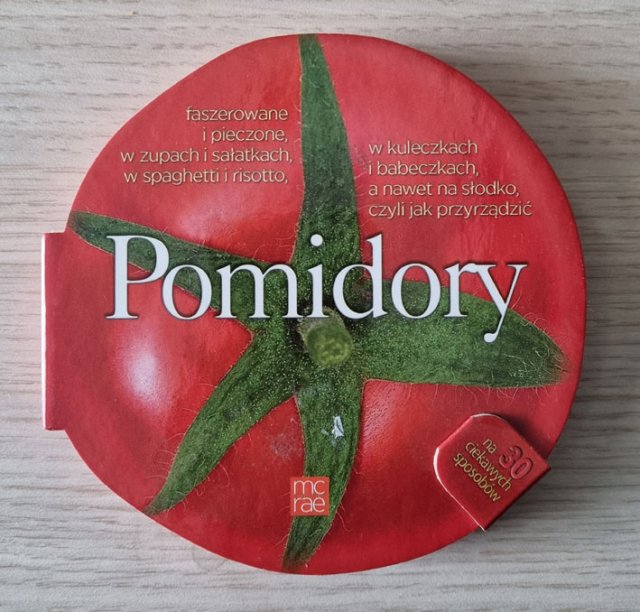 faszerowane
i pieczone,
w zupach i sałatkach,
w spaghetti i risotto,
w kuleczkach
i babeczkach,
a nawet na słodko,
czyli jak przyrządzić
Pomidory
na 30
ciekawych
sposobów
mc
rae